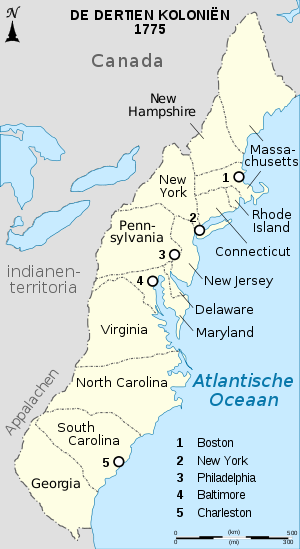 N
DE DERTIEN KOLONIËN
1775
Canada
New
Hampshire
Massa-
chusetts
1
New
York
2
Rhode
Island
Penn-
sylvania
Connecticut
3
indianen-
territoria
4
New Jersey
Delaware
Maryland
Virginia
Appalachen
North Carolina
Atlantische
Oceaan
South
Carolina
5
Georgia
1 Boston
2 New York
3 Philadelphia
4 Baltimore
5 Charleston
0 (km) 500
0 (mi) 300